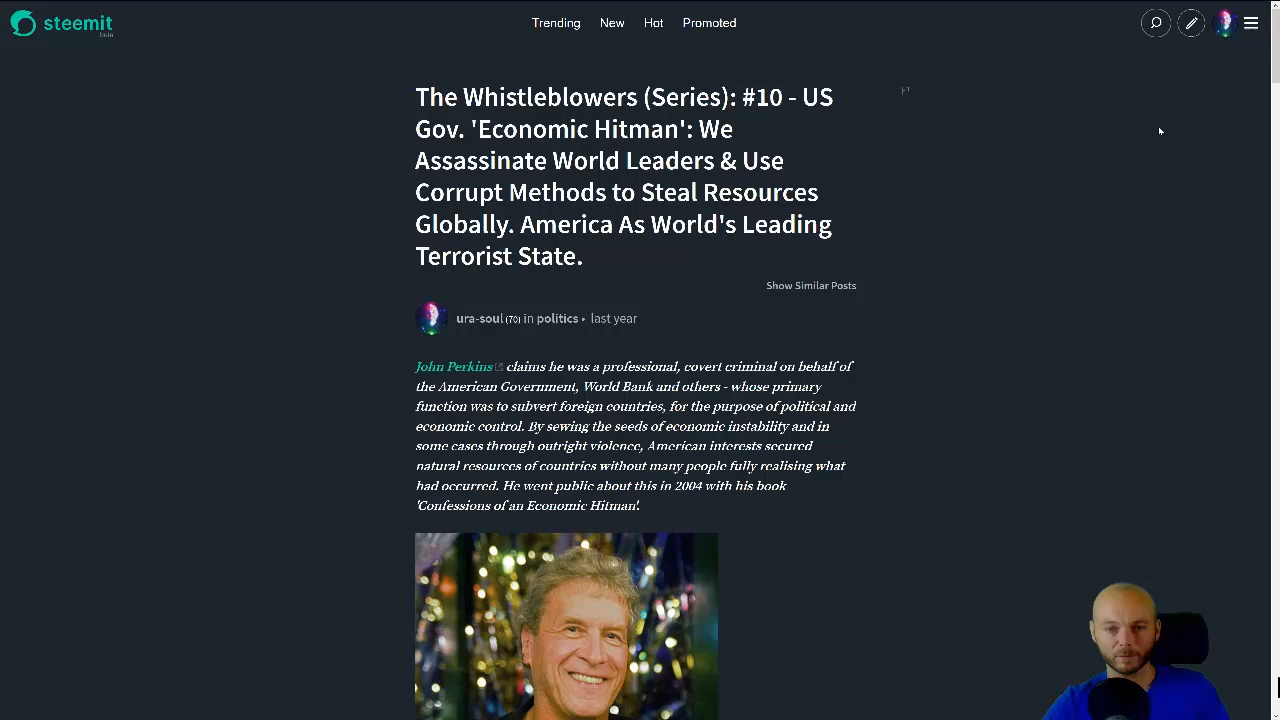 steemit
beta
Trending New Hot Promoted
The Whistleblowers (Series): #10 - US
Gov. 'Economic Hitman': We
Assassinate World Leaders & Use
Corrupt Methods to Steal Resources
Globally. America As World's Leading
Terrorist State.
Show Similar Posts
ura-soul (70) in politics • last year
John Perkins claims he was a professional, covert criminal on behalf of
the American Government, World Bank and others - whose primary
function was to subvert foreign countries, for the purpose of political and
economic control. By sewing the seeds of economic instability and in
some cases through outright violence, American interests secured
natural resources of countries without many people fully realising what
had occurred. He went public about this in 2004 with his book
'Confessions of an Economic Hitman'.